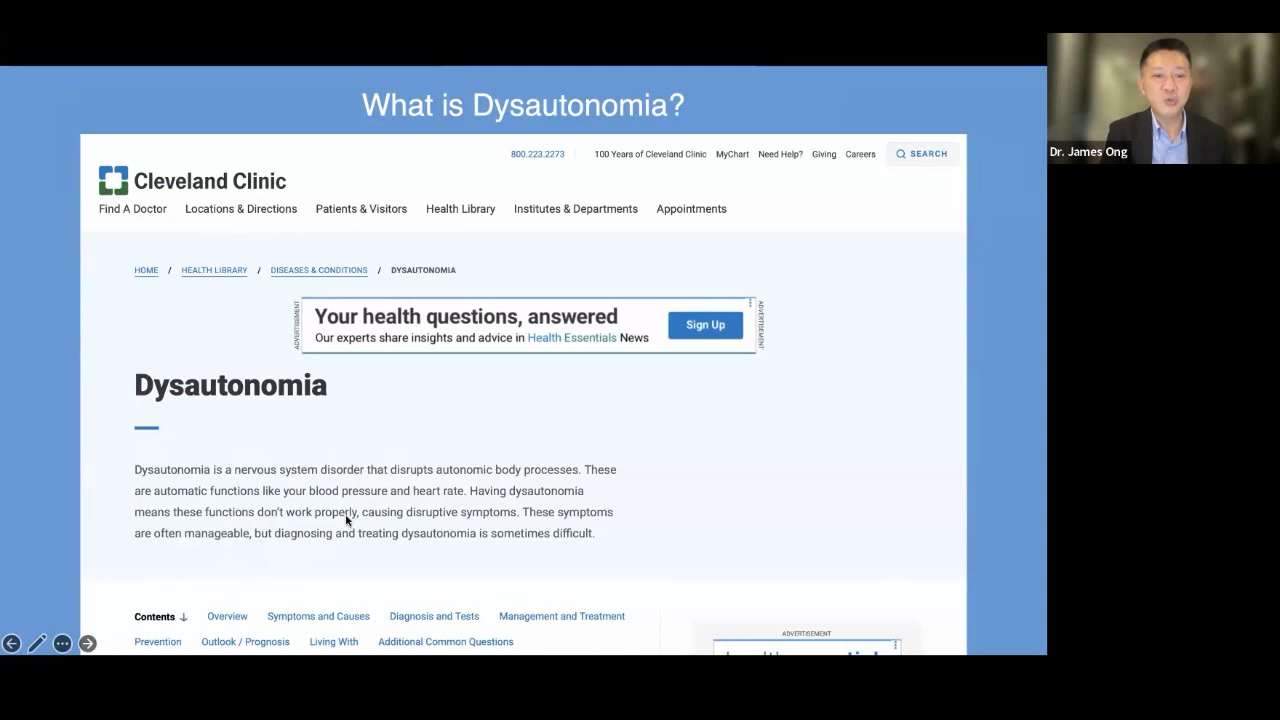 What is Dysautonomia?
800.223.2273
100 Years of Cleveland Clinic MyChart Need Help? Giving Careers SEARCH
Cleveland Clinic
Find A Doctor Locations & Directions Patients & Visitors Health Library Institutes & Departments Appointments
HOME / HEALTH LIBRARY / DISEASES & CONDITIONS / DYSAUTONOMIA
ADVERTISEMENT
Your health questions, answered
Our experts share insights and advice in Health Essentials News
Sign Up
ADVERTISEMENT
Dysautonomia
Dysautonomia is a nervous system disorder that disrupts autonomic body processes. These
are automatic functions like your blood pressure and heart rate. Having dysautonomia
means these functions don't work properly, causing disruptive symptoms. These symptoms
are often manageable, but diagnosing and treating dysautonomia is sometimes difficult.
Contents ↓ Overview Symptoms and Causes Diagnosis and Tests Management and Treatment
Prevention Outlook / Prognosis Living With Additional Common Questions
ADVERTISEMENT
Dr. James Ong